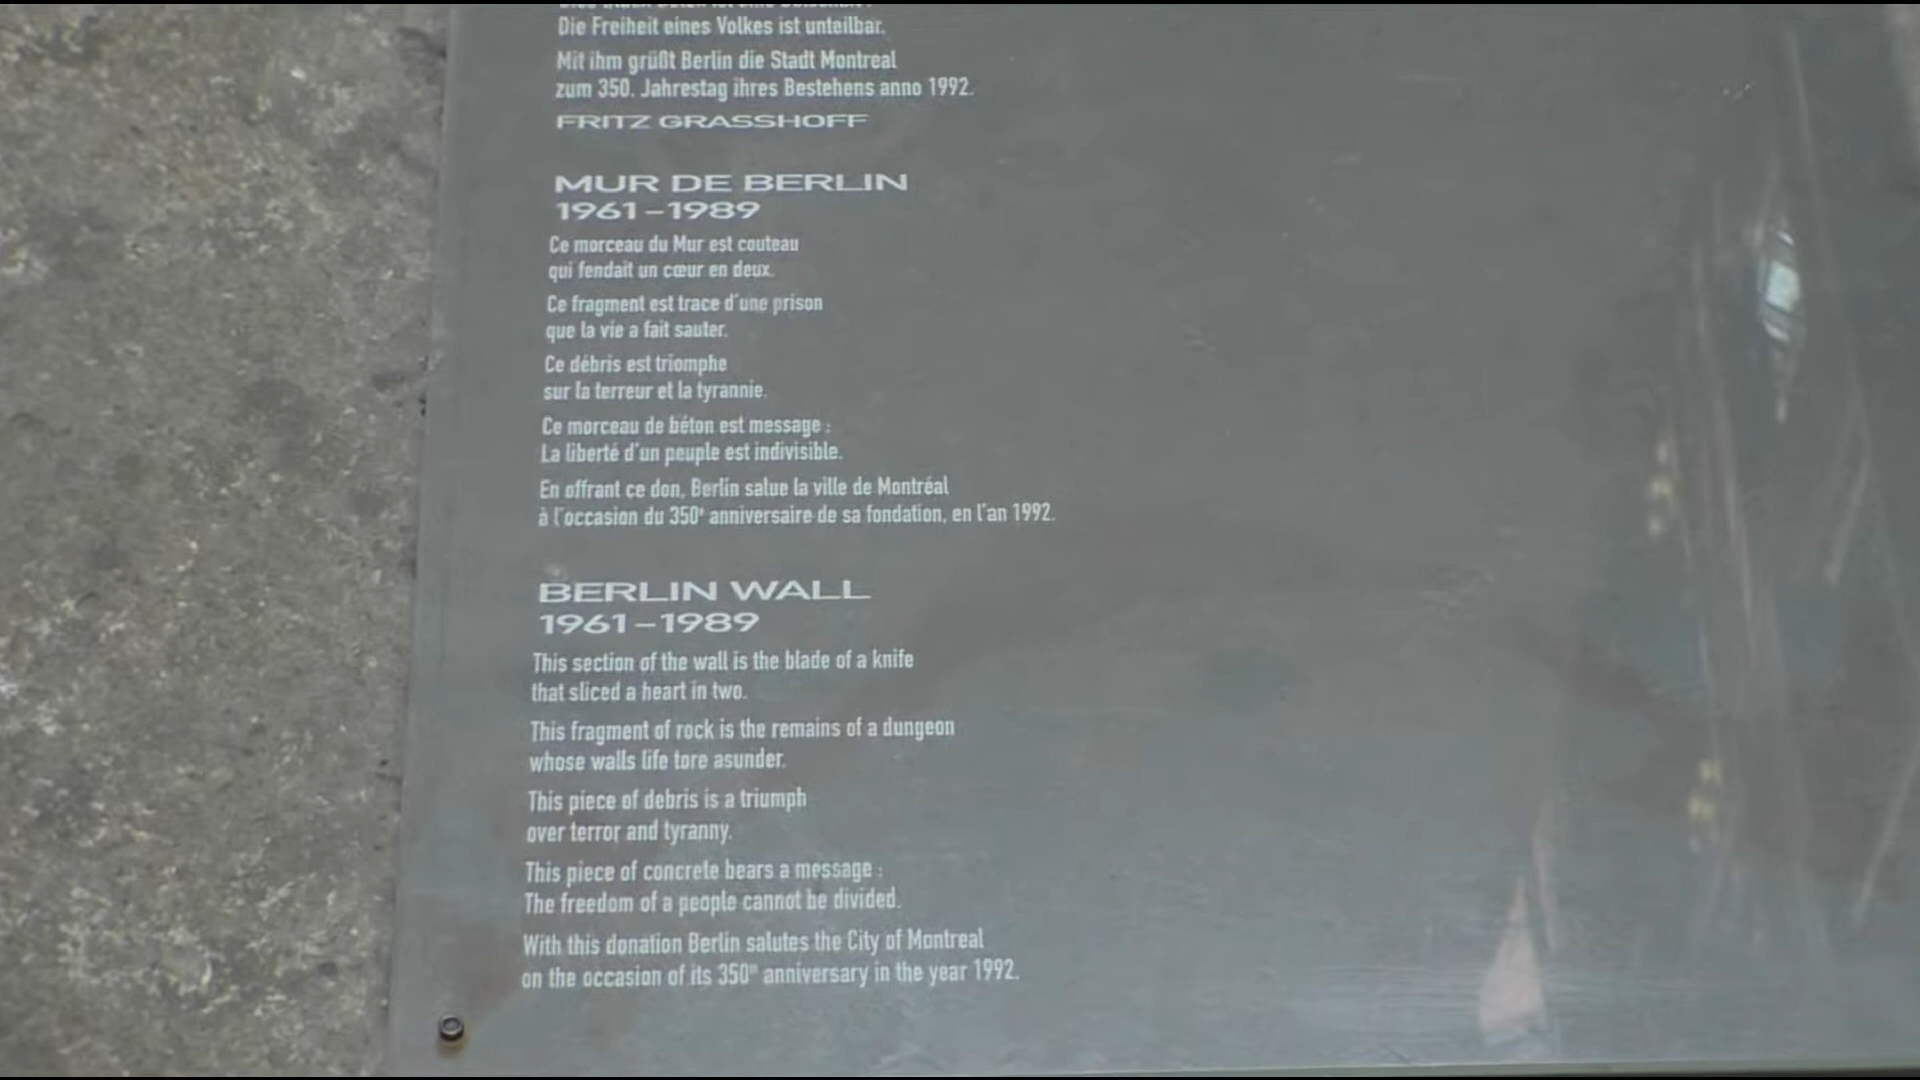 Die Freiheit eines Volkes ist unteilbar.
Mit ihm grüßt Berlin die Stadt Montreal
zum 350. Jahrestag ihres Bestehens anno 1992.
FRITZ GRASSHOFF
MUR DE BERLIN
1961–1989
Ce morceau du Mur est couteau
qui fendait un cœur en deux.
Ce fragment est trace d'une prison
que la vie a fait sauter.
Ce débris est triomphe
sur la terreur et la tyrannie.
Ce morceau de béton est message :
La liberté d'un peuple est indivisible.
En offrant ce don, Berlin salue la ville de Montréal
à l'occasion du 350e anniversaire de sa fondation, en l'an 1992.
BERLIN WALL
1961–1989
This section of the wall is the blade of a knife
that sliced a heart in two.
This fragment of rock is the remains of a dungeon
whose walls life tore asunder.
This piece of debris is a triumph
over terror and tyranny.
This piece of concrete bears a message :
The freedom of a people cannot be divided.
With this donation Berlin salutes the City of Montreal
on the occasion of its 350th anniversary in the year 1992.